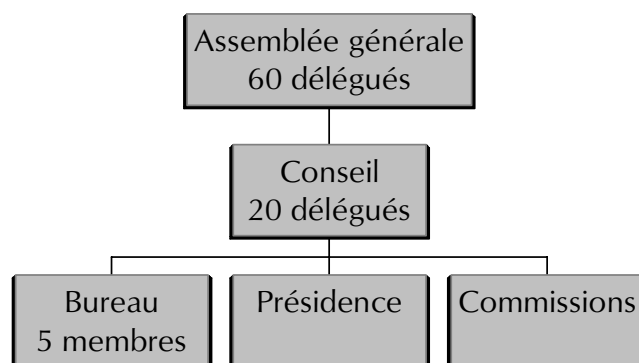 Assemblée générale
60 délégués
Conseil
20 délégués
Bureau
5 membres
Présidence
Commissions